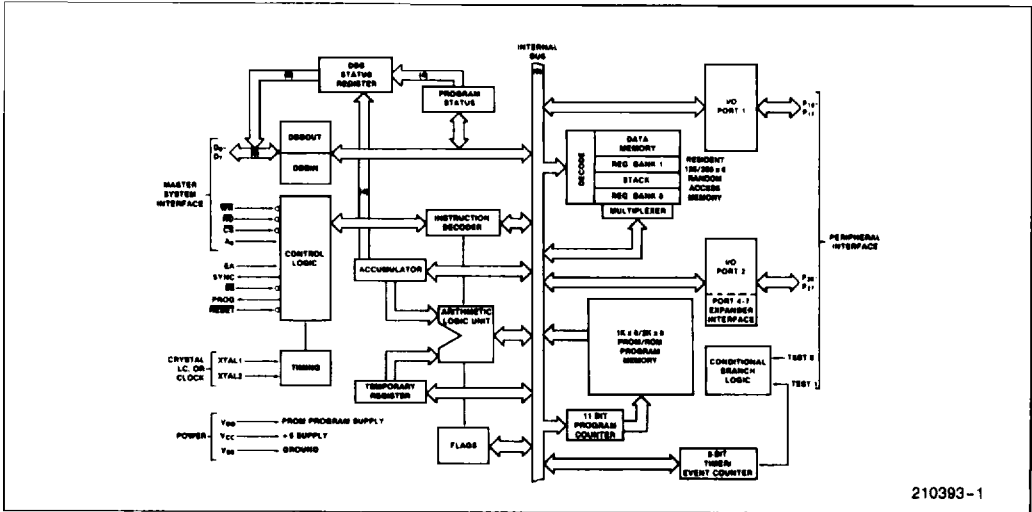 INTERNAL
BUS
DBB
STATUS
REGISTER
(4)
PROGRAM
STATUS
I/O
PORT 1
P10-
P17
DBBOUT
DBBIN
D0-
D7
MASTER
SYSTEM
INTERFACE
WR
RD
CS
A0
EA
SYNC
SS
PROG
RESET
CONTROL
LOGIC
INSTRUCTION
DECODER
ACCUMULATOR
ARITHMETIC
LOGIC UNIT
DECODE
DATA
MEMORY
REG BANK 1
STACK
REG BANK 0
MULTIPLEXER
RESIDENT
128/256 x 8
RANDOM
ACCESS
MEMORY
PERIPHERAL
INTERFACE
I/O
PORT 2
PORT 4-7
EXPANDER
INTERFACE
P20-
P27
1K x 8/2K x 8
PROM/ROM
PROGRAM
MEMORY
CONDITIONAL
BRANCH
LOGIC
TEST 0
TEST 1
CRYSTAL
LC, OR
CLOCK
XTAL1
XTAL2
TIMING
TEMPORARY
REGISTER
FLAGS
11 BIT
PROGRAM
COUNTER
8-BIT
TIMER/
EVENT COUNTER
POWER
VDD PROM PROGRAM SUPPLY
VCC +5 SUPPLY
VSS GROUND
210393-1